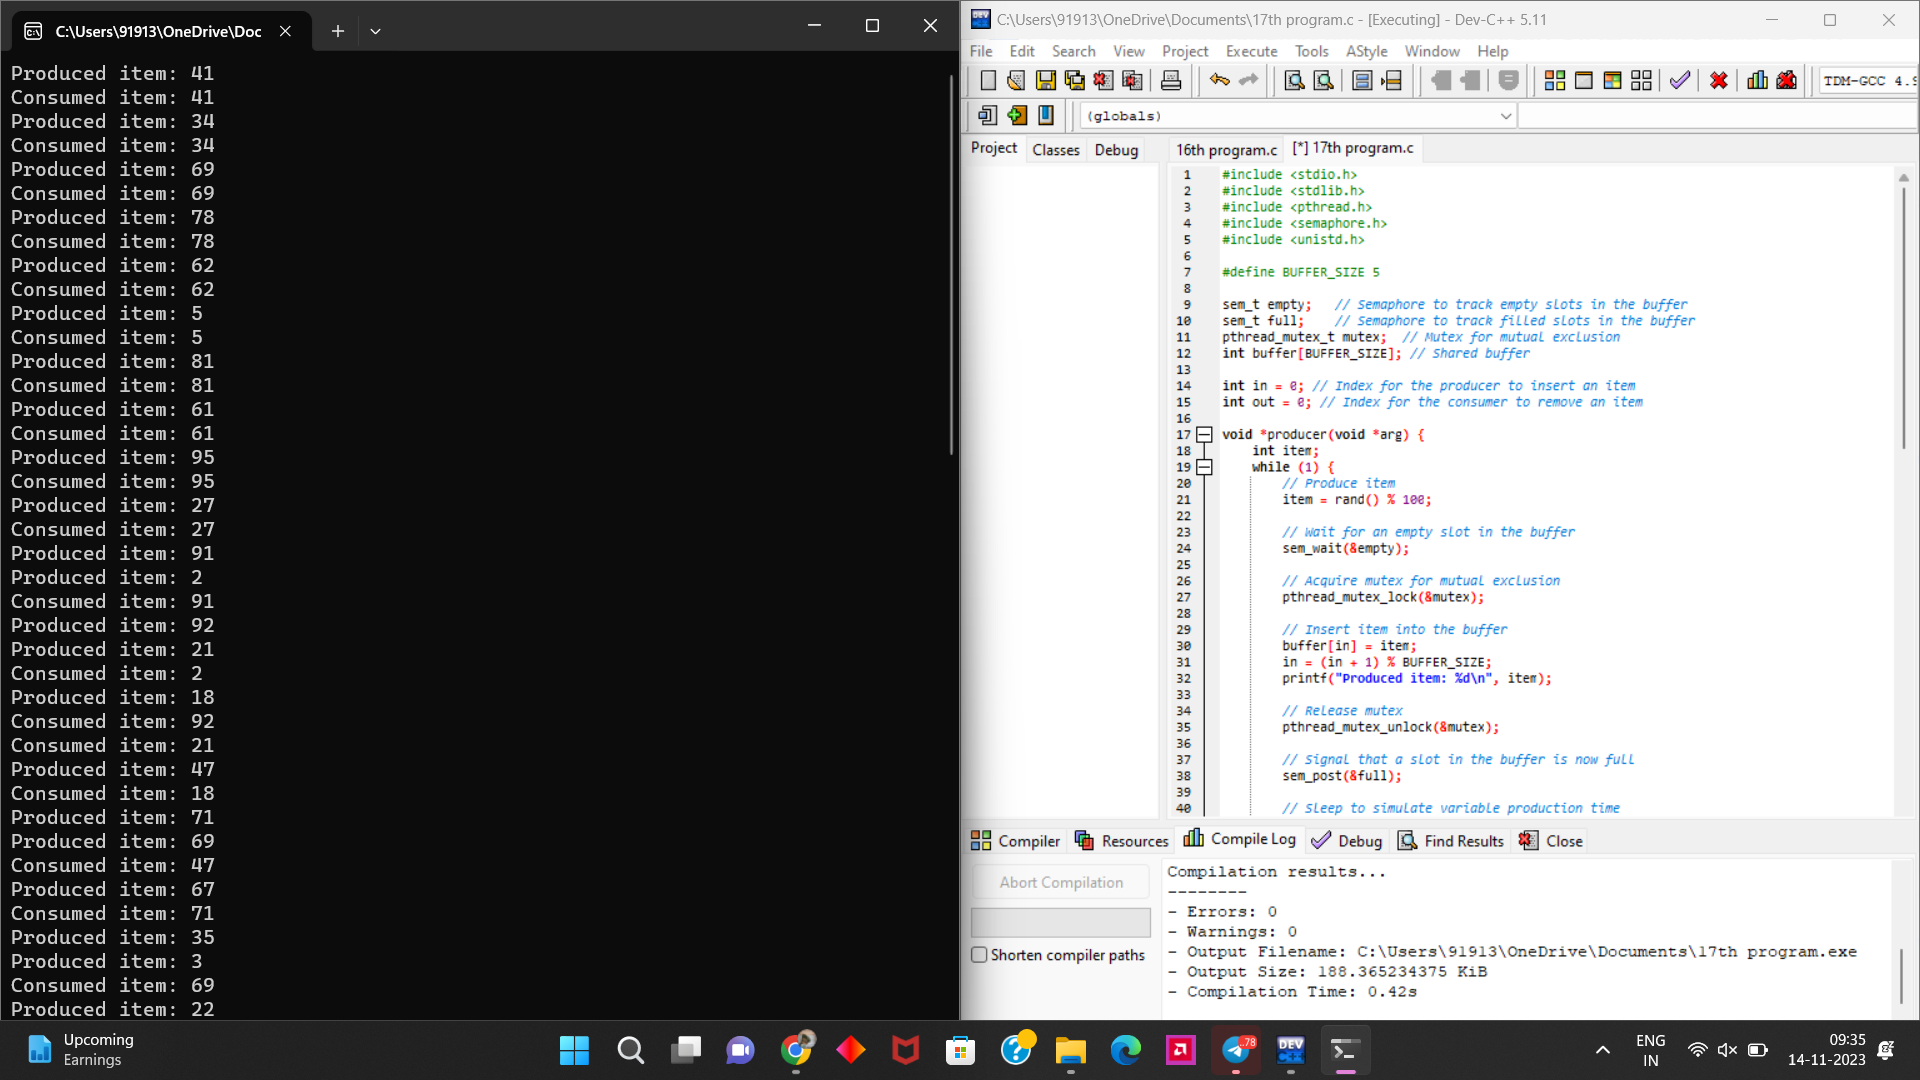 C:\Users\91913\OneDrive\Doc
Produced item: 41
Consumed item: 41
Produced item: 34
Consumed item: 34
Produced item: 69
Consumed item: 69
Produced item: 78
Consumed item: 78
Produced item: 62
Consumed item: 62
Produced item: 5
Consumed item: 5
Produced item: 81
Consumed item: 81
Produced item: 61
Consumed item: 61
Produced item: 95
Consumed item: 95
Produced item: 27
Consumed item: 27
Produced item: 91
Produced item: 2
Consumed item: 91
Produced item: 92
Produced item: 21
Consumed item: 2
Produced item: 18
Consumed item: 92
Consumed item: 21
Produced item: 47
Consumed item: 18
Produced item: 71
Produced item: 69
Consumed item: 47
Produced item: 67
Consumed item: 71
Produced item: 35
Produced item: 3
Consumed item: 69
Produced item: 22
C:\Users\91913\OneDrive\Documents\17th program.c - [Executing] - Dev-C++ 5.11
File Edit Search View Project Execute Tools AStyle Window Help
TDM-GCC 4.9
(globals)
Project Classes Debug
16th program.c [*] 17th program.c
1 #include <stdio.h>
2 #include <stdlib.h>
3 #include <pthread.h>
4 #include <semaphore.h>
5 #include <unistd.h>
6
7 #define BUFFER_SIZE 5
8
9 sem_t empty; // Semaphore to track empty slots in the buffer
10 sem_t full; // Semaphore to track filled slots in the buffer
11 pthread_mutex_t mutex; // Mutex for mutual exclusion
12 int buffer[BUFFER_SIZE]; // Shared buffer
13
14 int in = 0; // Index for the producer to insert an item
15 int out = 0; // Index for the consumer to remove an item
16
17 void *producer(void *arg) {
18 int item;
19 while (1) {
20 // Produce item
21 item = rand() % 100;
22
23 // Wait for an empty slot in the buffer
24 sem_wait(&empty);
25
26 // Acquire mutex for mutual exclusion
27 pthread_mutex_lock(&mutex);
28
29 // Insert item into the buffer
30 buffer[in] = item;
31 in = (in + 1) % BUFFER_SIZE;
32 printf("Produced item: %d\n", item);
33
34 // Release mutex
35 pthread_mutex_unlock(&mutex);
36
37 // Signal that a slot in the buffer is now full
38 sem_post(&full);
39
40 // Sleep to simulate variable production time
Compiler Resources Compile Log Debug Find Results Close
Abort Compilation
Shorten compiler paths
Compilation results...
--------
- Errors: 0
- Warnings: 0
- Output Filename: C:\Users\91913\OneDrive\Documents\17th program.exe
- Output Size: 188.365234375 KiB
- Compilation Time: 0.42s
Upcoming
Earnings
78
DEV
C++
ENG
IN
09:35
14-11-2023